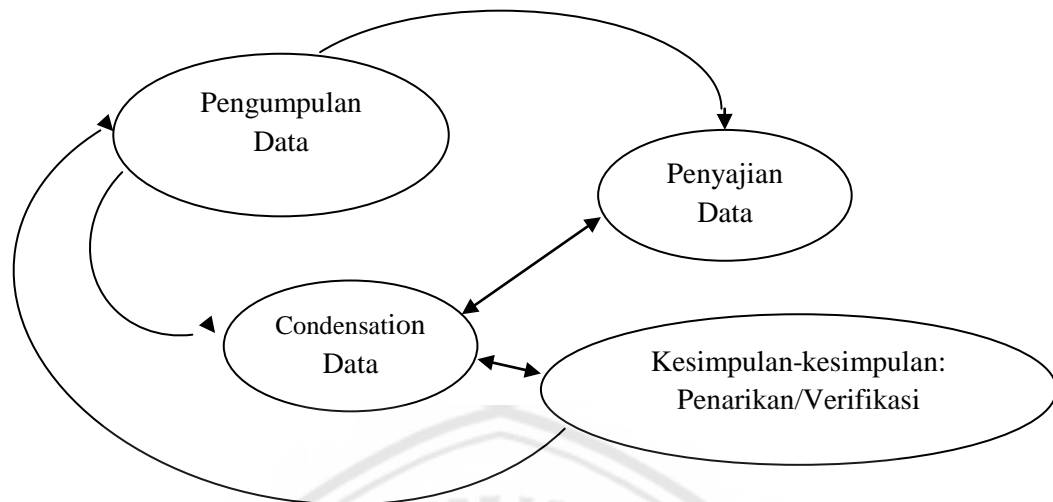 Pengumpulan
Data
Penyajian
Data
Condensation
Data
Kesimpulan-kesimpulan:
Penarikan/Verifikasi